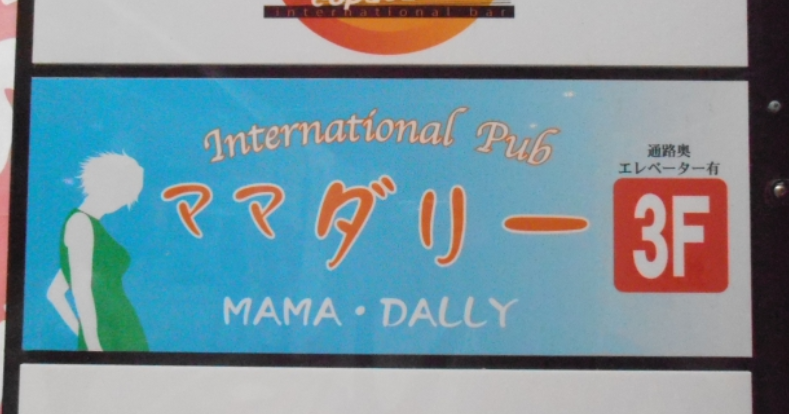 international bar
International Pub
ママダリー
MAMA・DALLY
通路奥
エレベーター有
3F